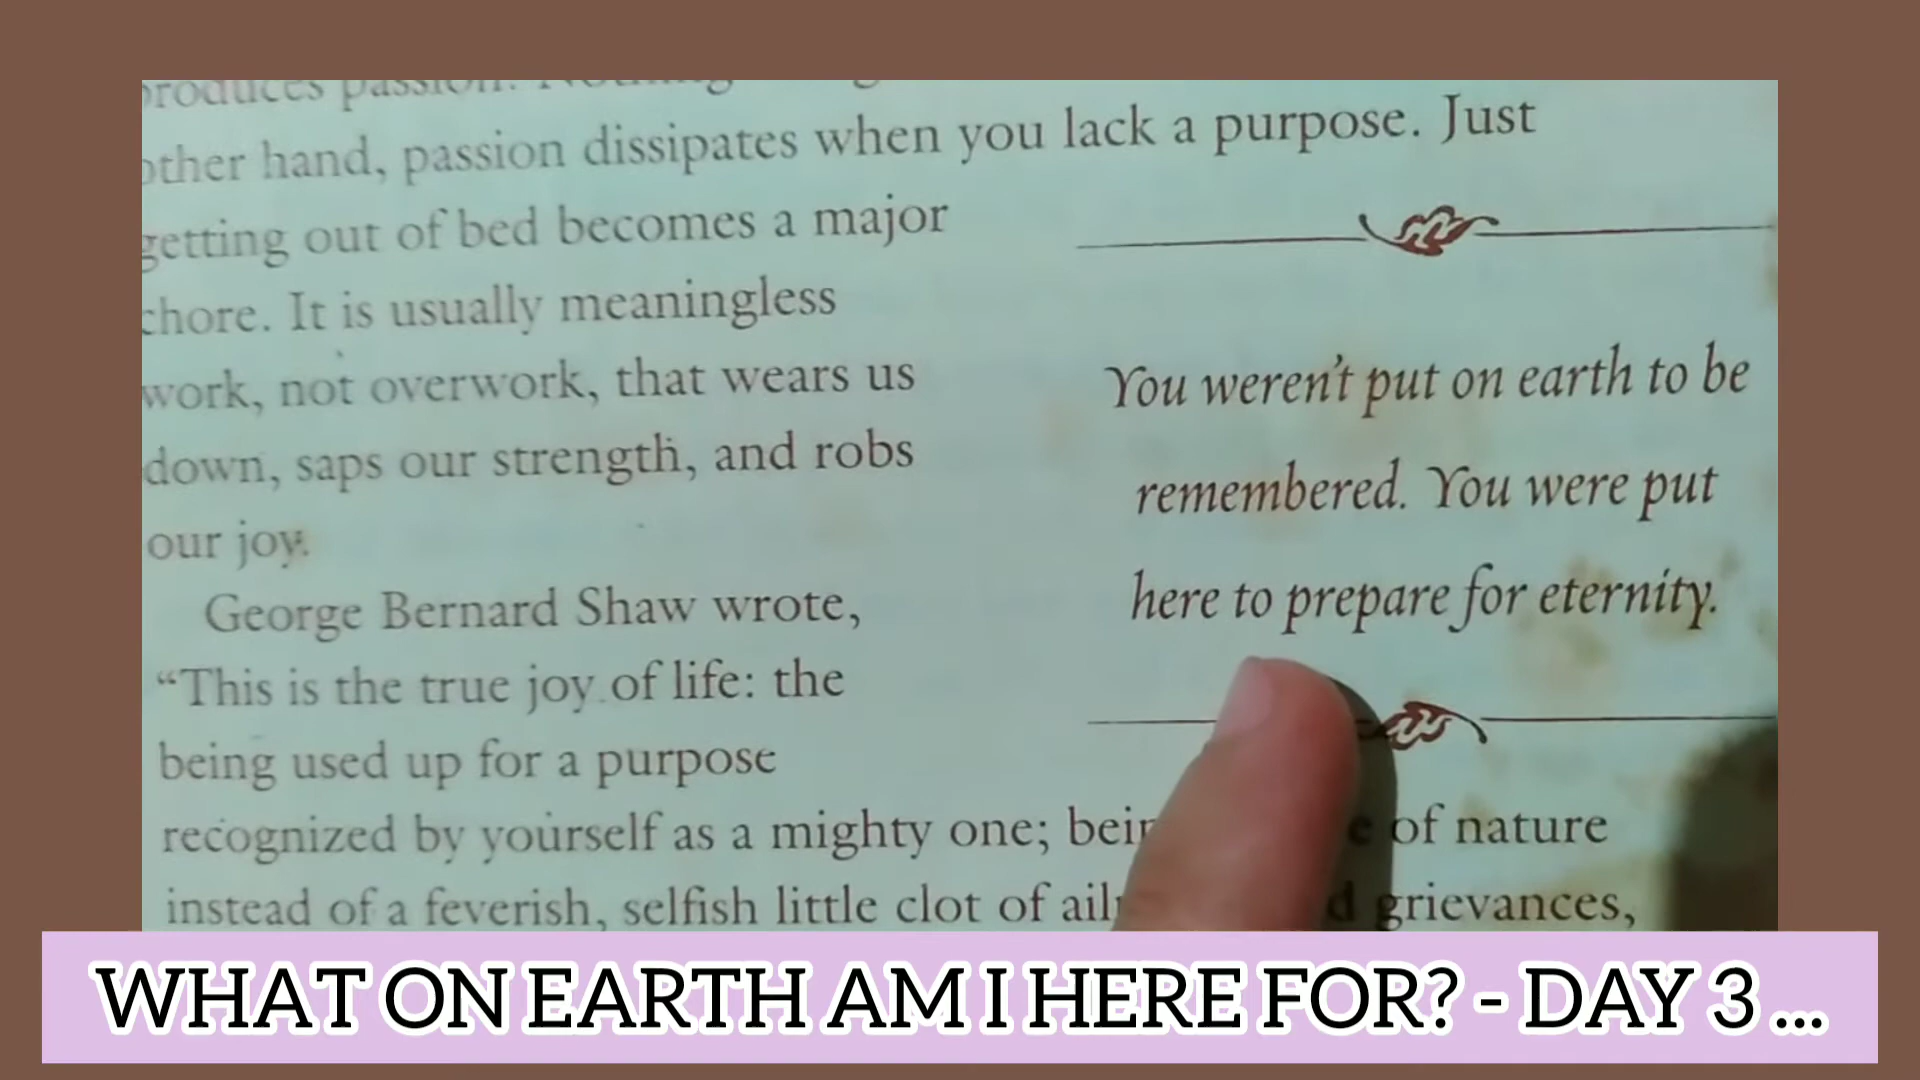 produces passion. Nothing
other hand, passion dissipates when you lack a purpose. Just
getting out of bed becomes a major
chore. It is usually meaningless
work, not overwork, that wears us
down, saps our strength, and robs
our joy.
George Bernard Shaw wrote,
“This is the true joy of life: the
being used up for a purpose
recognized by yourself as a mighty one; of nature
instead of a feverish, selfish little clot of grievances,
You weren’t put on earth to be
remembered. You were put
here to prepare for eternity.
WHAT ON EARTH AM I HERE FOR? - DAY 3 ...